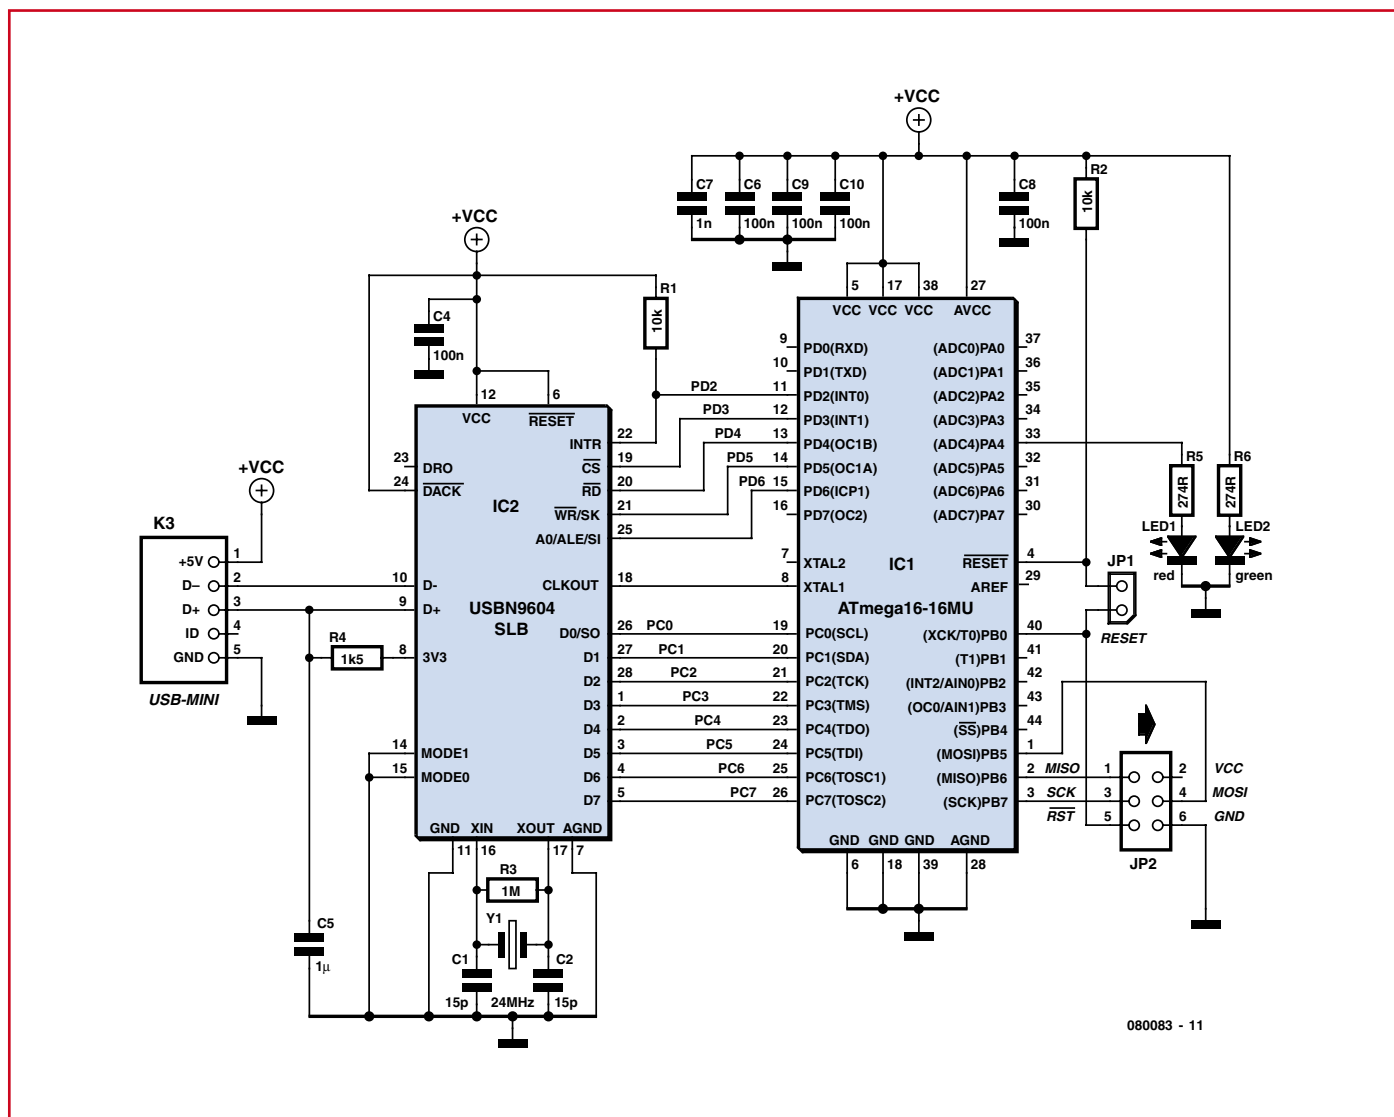 +VCC
R2
10k
C7
1n
C6
100n
C9
100n
C10
100n
C8
100n
+VCC
R1
10k
C4
100n
5 17 38 27
VCC VCC VCC AVCC
12 6
VCC RESET
+VCC
K3
+5V 1
D− 2
D+ 3
ID 4
GND 5
USB-MINI
R4
1k5
23 DRO
24 DACK
IC2
10 D-
9 D+
USBN9604
SLB
8 3V3
14 MODE1
15 MODE0
INTR 22
CS 19
RD 20
WR/SK 21
A0/ALE/SI 25
CLKOUT 18
D0/SO 26
D1 27
D2 28
D3 1
D4 2
D5 3
D6 4
D7 5
GND XIN XOUT AGND
11 16 17 7
PD2
PD3
PD4
PD5
PD6
PC0
PC1
PC2
PC3
PC4
PC5
PC6
PC7
9 PD0(RXD)
10 PD1(TXD)
11 PD2(INT0)
12 PD3(INT1)
13 PD4(OC1B)
14 PD5(OC1A)
15 PD6(ICP1)
16 PD7(OC2)
7 XTAL2
8 XTAL1
IC1
ATmega16-16MU
19 PC0(SCL)
20 PC1(SDA)
21 PC2(TCK)
22 PC3(TMS)
23 PC4(TDO)
24 PC5(TDI)
25 PC6(TOSC1)
26 PC7(TOSC2)
(ADC0)PA0 37
(ADC1)PA1 36
(ADC2)PA2 35
(ADC3)PA3 34
(ADC4)PA4 33
(ADC5)PA5 32
(ADC6)PA6 31
(ADC7)PA7 30
RESET 4
AREF 29
(XCK/T0)PB0 40
(T1)PB1 41
(INT2/AIN0)PB2 42
(OC0/AIN1)PB3 43
(SS)PB4 44
(MOSI)PB5 1
(MISO)PB6 2
(SCK)PB7 3
GND GND GND AGND
6 18 39 28
R5
274R
R6
274R
LED1
red
LED2
green
JP1
RESET
MISO 1 2 VCC
SCK 3 4 MOSI
RST 5 6 GND
JP2
R3
1M
Y1
24MHz
C1
15p
C2
15p
C5
1µ
080083 - 11